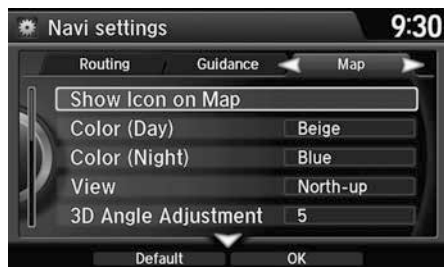 Navi settings 9:30
Routing Guidance Map
Show Icon on Map
Color (Day) Beige
Color (Night) Blue
View North-up
3D Angle Adjustment 5
Default OK